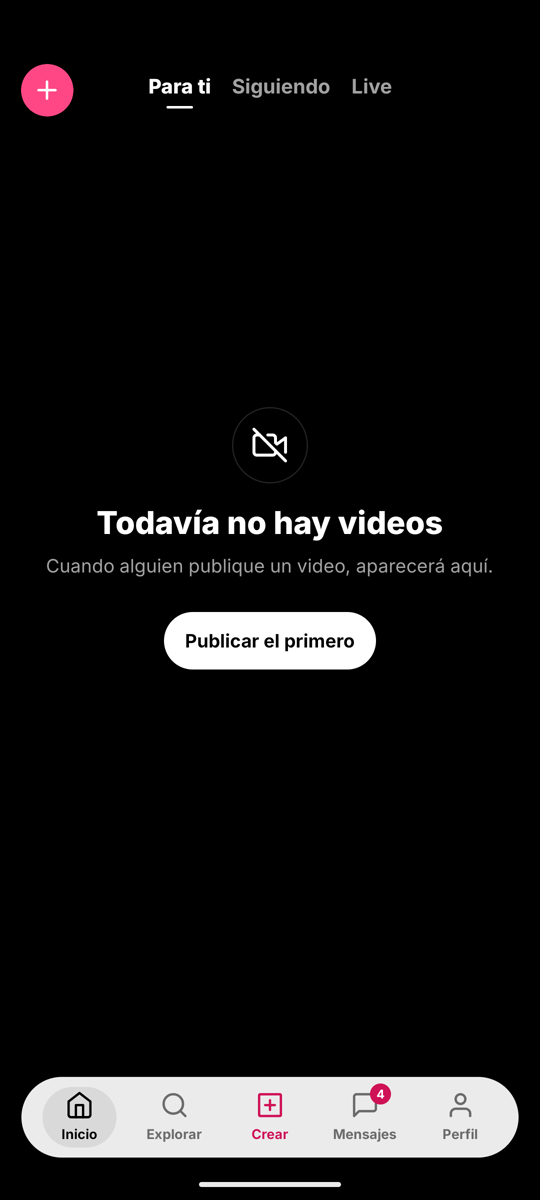 Para ti Siguiendo Live
Todavía no hay videos
Cuando alguien publique un video, aparecerá aquí.
Publicar el primero
4
Inicio Explorar Crear Mensajes Perfil